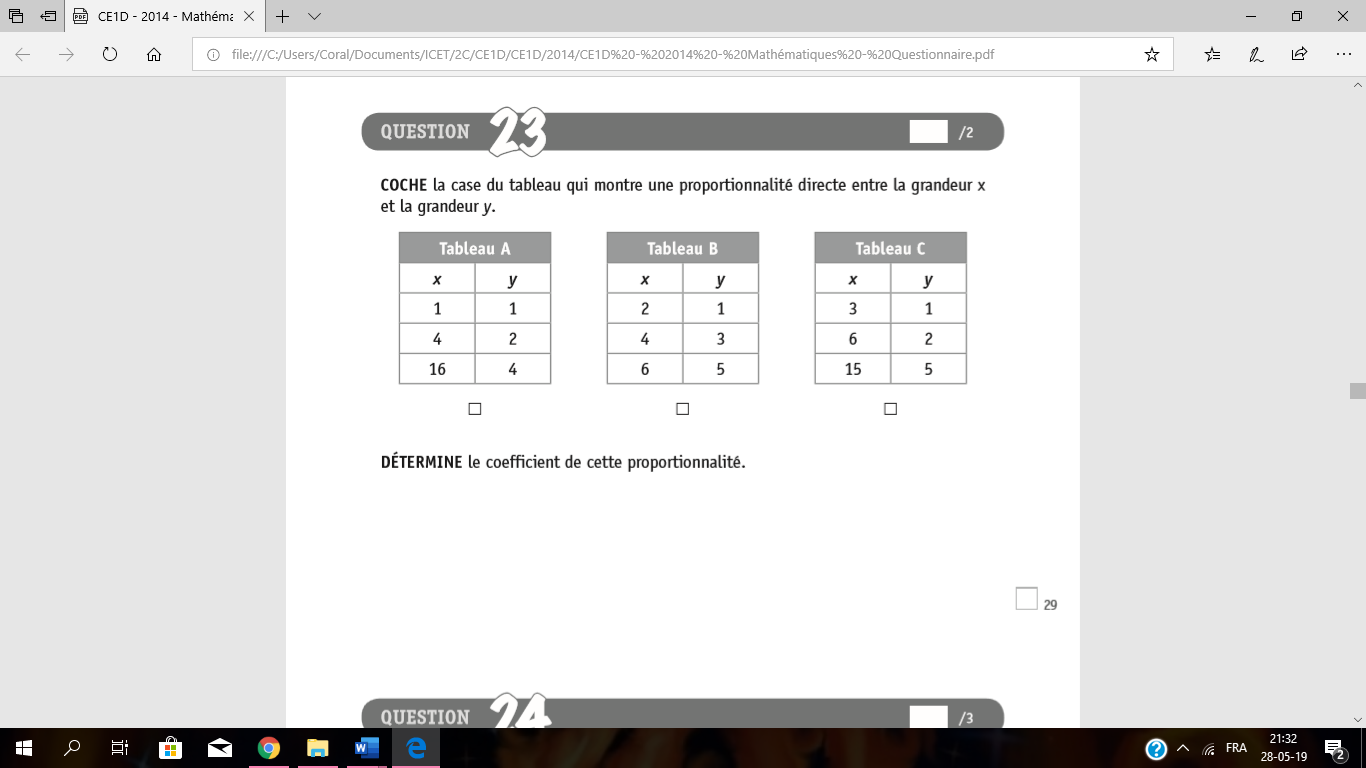 CE1D - 2014 - Mathéma
file:///C:/Users/Coral/Documents/ICET/2C/CE1D/CE1D/2014/CE1D%20-%202014%20-%20Mathématiques%20-%20Questionnaire.pdf
QUESTION 23 /2
COCHE la case du tableau qui montre une proportionnalité directe entre la grandeur x
et la grandeur y.
Tableau A Tableau B Tableau C
x y x y x y
1 1 2 1 3 1
4 2 4 3 6 2
16 4 6 5 15 5
DÉTERMINE le coefficient de cette proportionnalité.
29
QUESTION 24 /3
FRA
21:32
28-05-19
2